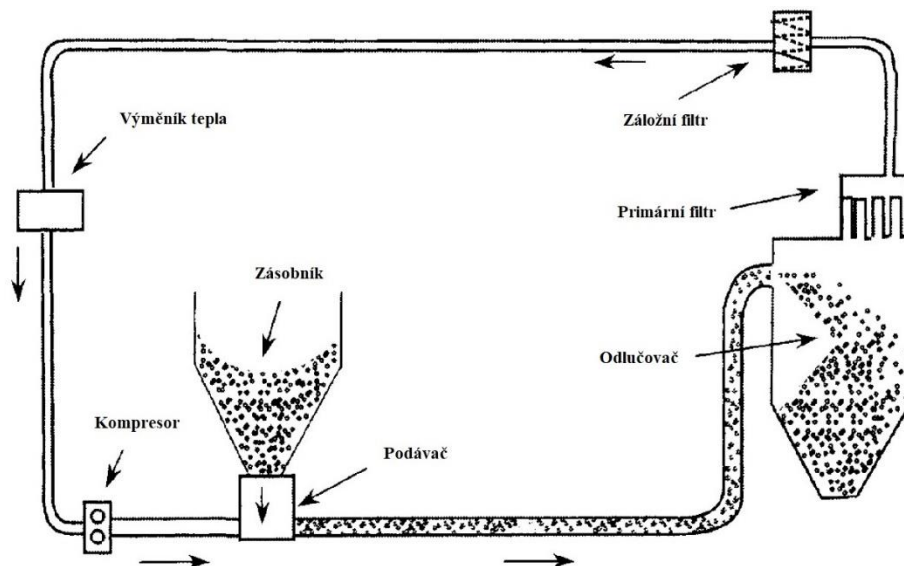 Výměník tepla
Záložní filtr
Primární filtr
Zásobník
Odlučovač
Kompresor
Podávač